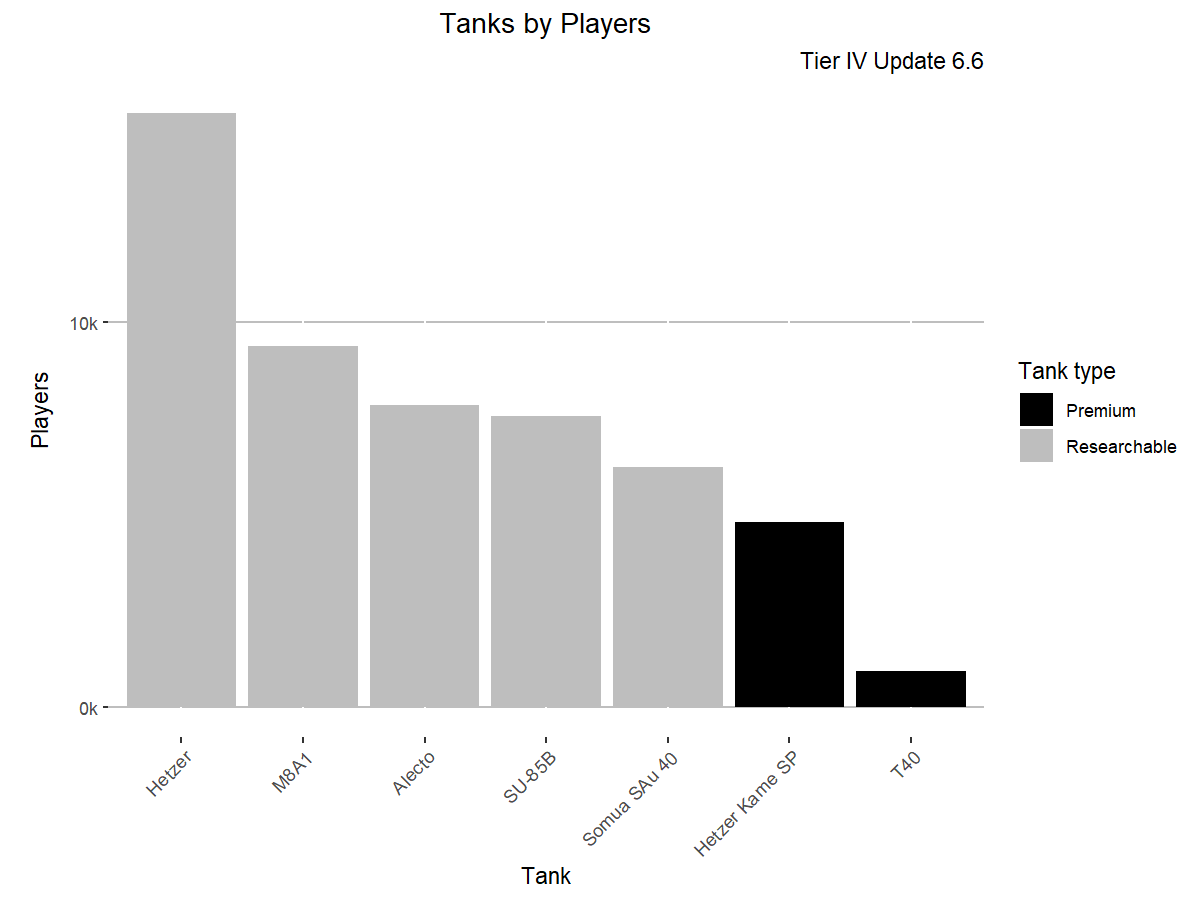 Tanks by Players
Tier IV Update 6.6
Players
10k
0k
Hetzer
M8A1
Alecto
SU-85B
Somua SAu 40
Hetzer Kame SP
T40
Tank
Tank type
Premium
Researchable